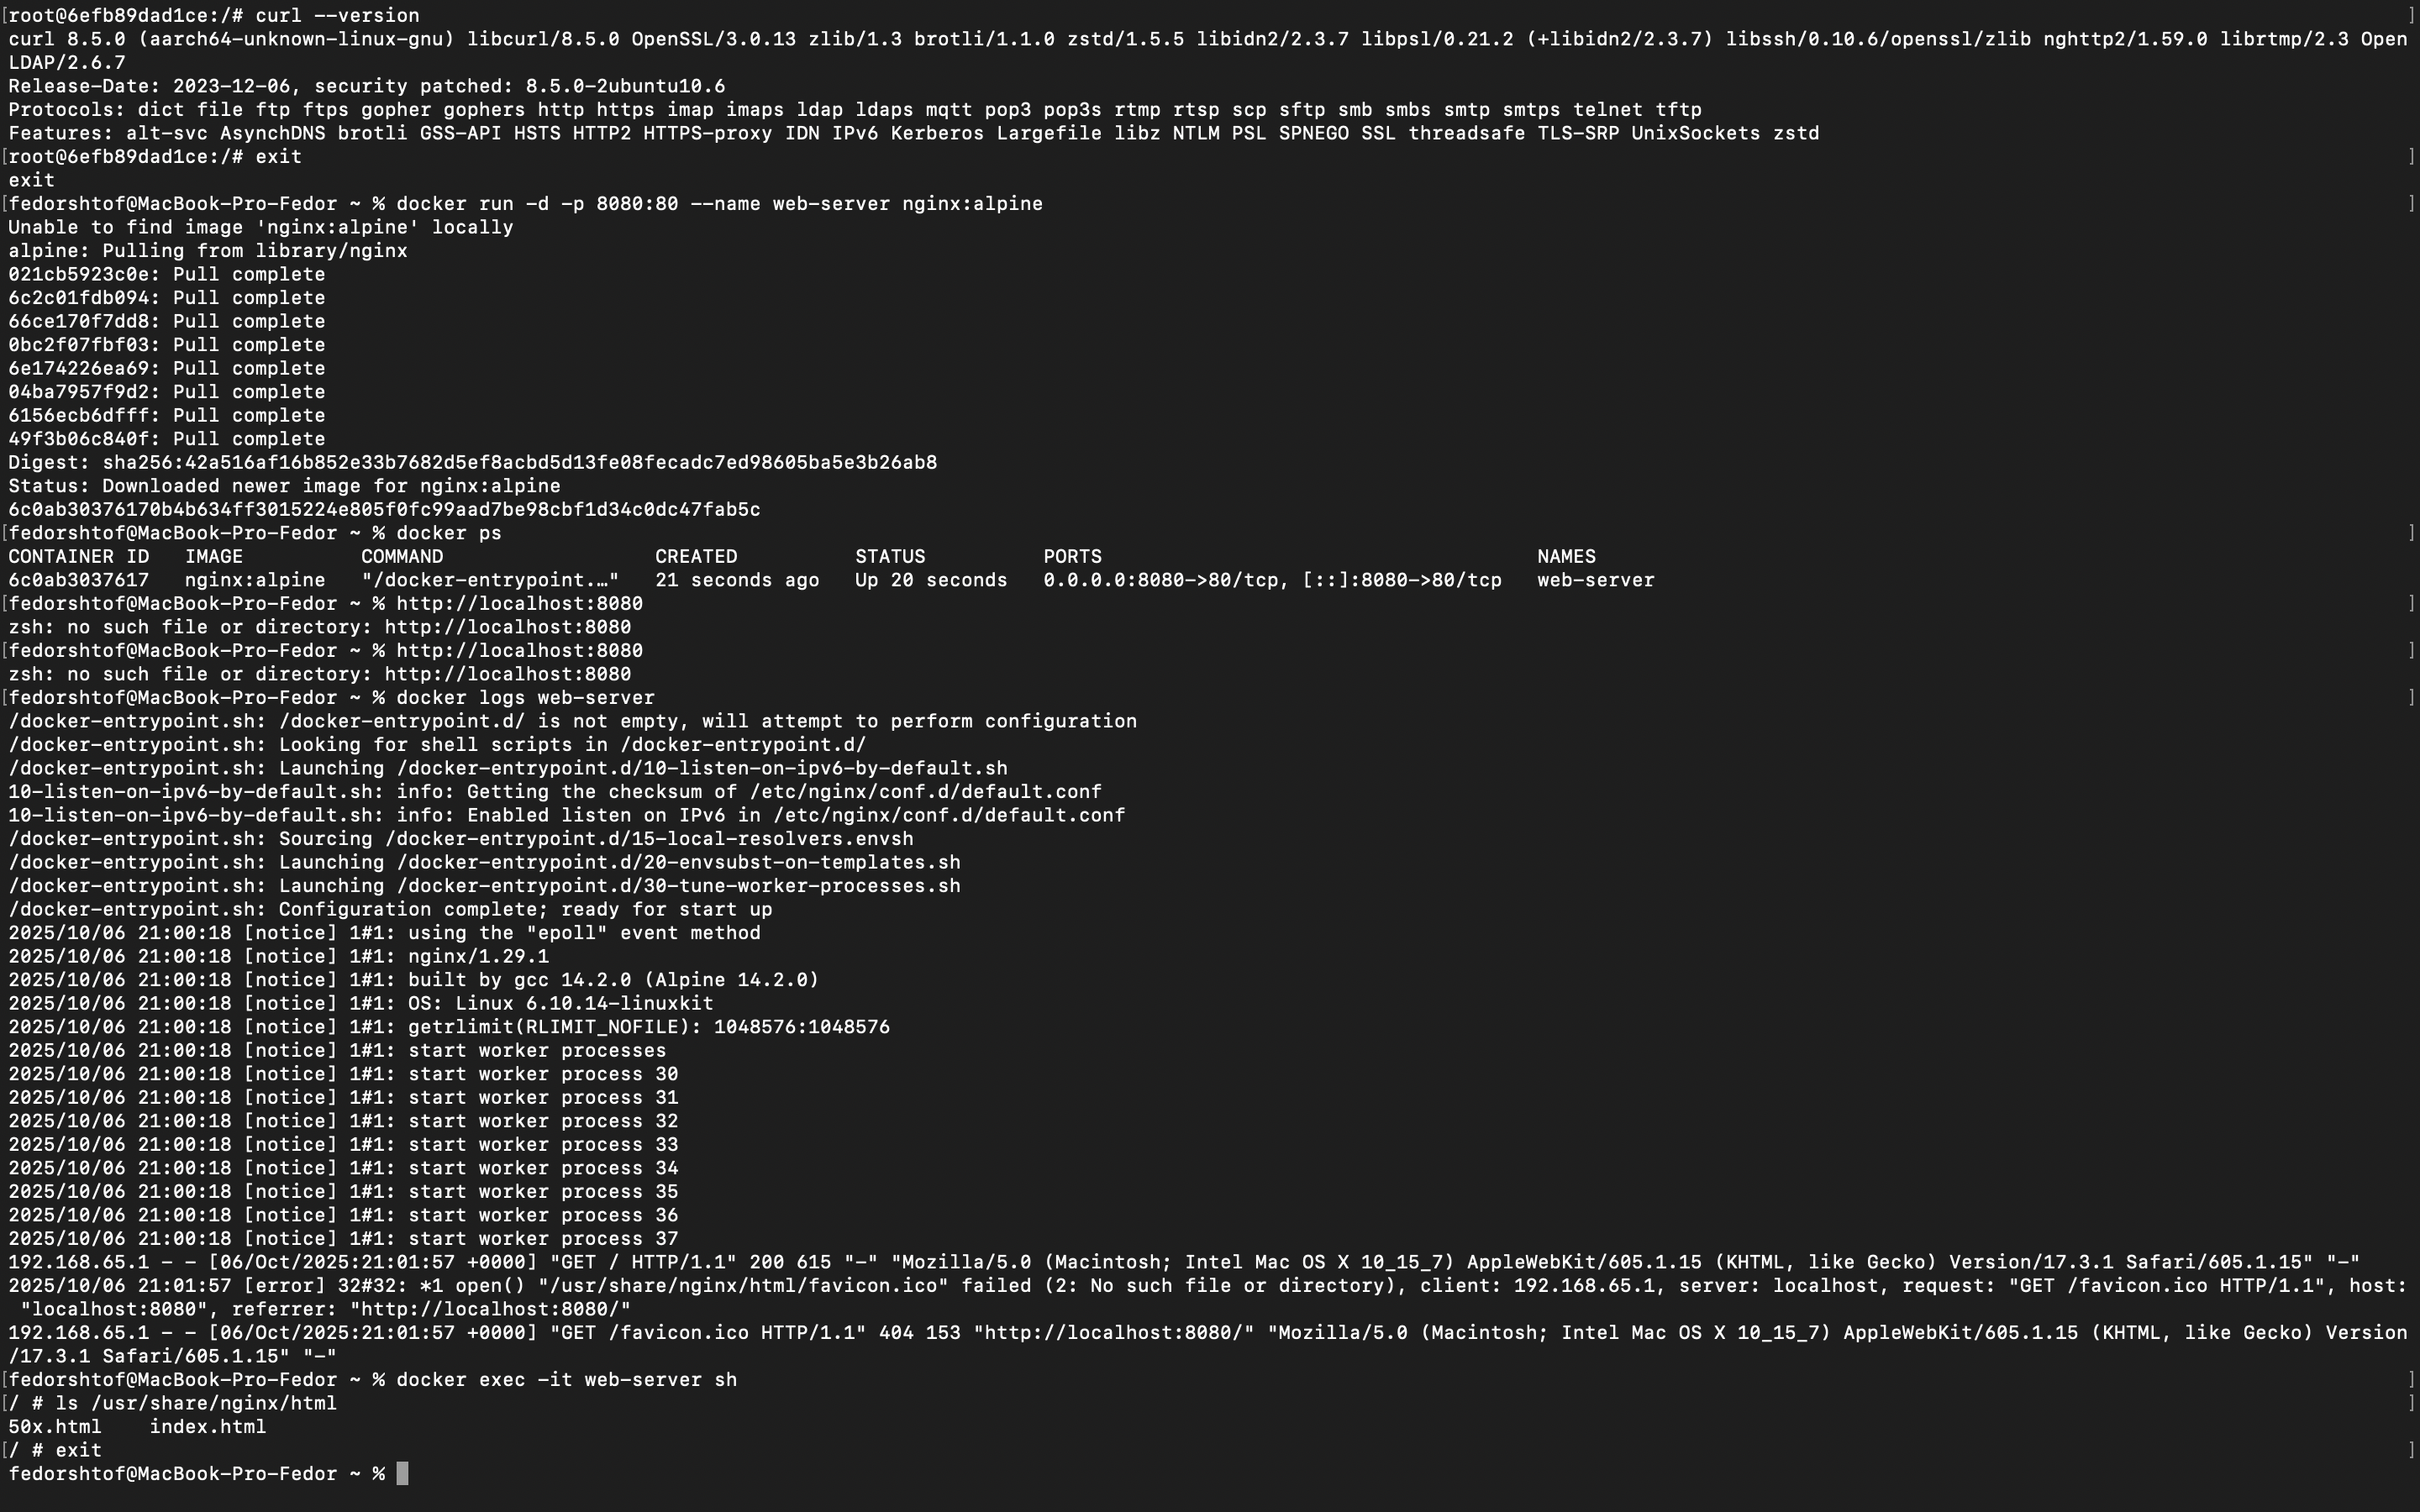 [root@6efb89dad1ce:/# curl --version ]
curl 8.5.0 (aarch64-unknown-linux-gnu) libcurl/8.5.0 OpenSSL/3.0.13 zlib/1.3 brotli/1.1.0 zstd/1.5.5 libidn2/2.3.7 libpsl/0.21.2 (+libidn2/2.3.7) libssh/0.10.6/openssl/zlib nghttp2/1.59.0 librtmp/2.3 Open
LDAP/2.6.7
Release-Date: 2023-12-06, security patched: 8.5.0-2ubuntu10.6
Protocols: dict file ftp ftps gopher gophers http https imap imaps ldap ldaps mqtt pop3 pop3s rtmp rtsp scp sftp smb smbs smtp smtps telnet tftp
Features: alt-svc AsynchDNS brotli GSS-API HSTS HTTP2 HTTPS-proxy IDN IPv6 Kerberos Largefile libz NTLM PSL SPNEGO SSL threadsafe TLS-SRP UnixSockets zstd
[root@6efb89dad1ce:/# exit ]
exit
[fedorshtof@MacBook-Pro-Fedor ~ % docker run -d -p 8080:80 --name web-server nginx:alpine ]
Unable to find image 'nginx:alpine' locally
alpine: Pulling from library/nginx
021cb5923c0e: Pull complete
6c2c01fdb094: Pull complete
66ce170f7dd8: Pull complete
0bc2f07fbf03: Pull complete
6e174226ea69: Pull complete
04ba7957f9d2: Pull complete
6156ecb6dfff: Pull complete
49f3b06c840f: Pull complete
Digest: sha256:42a516af16b852e33b7682d5ef8acbd5d13fe08fecadc7ed98605ba5e3b26ab8
Status: Downloaded newer image for nginx:alpine
6c0ab30376170b4b634ff3015224e805f0fc99aad7be98cbf1d34c0dc47fab5c
[fedorshtof@MacBook-Pro-Fedor ~ % docker ps ]
CONTAINER ID   IMAGE          COMMAND                  CREATED          STATUS          PORTS                                     NAMES
6c0ab3037617   nginx:alpine   "/docker-entrypoint.…"   21 seconds ago   Up 20 seconds   0.0.0.0:8080->80/tcp, [::]:8080->80/tcp   web-server
[fedorshtof@MacBook-Pro-Fedor ~ % http://localhost:8080 ]
zsh: no such file or directory: http://localhost:8080
[fedorshtof@MacBook-Pro-Fedor ~ % http://localhost:8080 ]
zsh: no such file or directory: http://localhost:8080
[fedorshtof@MacBook-Pro-Fedor ~ % docker logs web-server ]
/docker-entrypoint.sh: /docker-entrypoint.d/ is not empty, will attempt to perform configuration
/docker-entrypoint.sh: Looking for shell scripts in /docker-entrypoint.d/
/docker-entrypoint.sh: Launching /docker-entrypoint.d/10-listen-on-ipv6-by-default.sh
10-listen-on-ipv6-by-default.sh: info: Getting the checksum of /etc/nginx/conf.d/default.conf
10-listen-on-ipv6-by-default.sh: info: Enabled listen on IPv6 in /etc/nginx/conf.d/default.conf
/docker-entrypoint.sh: Sourcing /docker-entrypoint.d/15-local-resolvers.envsh
/docker-entrypoint.sh: Launching /docker-entrypoint.d/20-envsubst-on-templates.sh
/docker-entrypoint.sh: Launching /docker-entrypoint.d/30-tune-worker-processes.sh
/docker-entrypoint.sh: Configuration complete; ready for start up
2025/10/06 21:00:18 [notice] 1#1: using the "epoll" event method
2025/10/06 21:00:18 [notice] 1#1: nginx/1.29.1
2025/10/06 21:00:18 [notice] 1#1: built by gcc 14.2.0 (Alpine 14.2.0)
2025/10/06 21:00:18 [notice] 1#1: OS: Linux 6.10.14-linuxkit
2025/10/06 21:00:18 [notice] 1#1: getrlimit(RLIMIT_NOFILE): 1048576:1048576
2025/10/06 21:00:18 [notice] 1#1: start worker processes
2025/10/06 21:00:18 [notice] 1#1: start worker process 30
2025/10/06 21:00:18 [notice] 1#1: start worker process 31
2025/10/06 21:00:18 [notice] 1#1: start worker process 32
2025/10/06 21:00:18 [notice] 1#1: start worker process 33
2025/10/06 21:00:18 [notice] 1#1: start worker process 34
2025/10/06 21:00:18 [notice] 1#1: start worker process 35
2025/10/06 21:00:18 [notice] 1#1: start worker process 36
2025/10/06 21:00:18 [notice] 1#1: start worker process 37
192.168.65.1 - - [06/Oct/2025:21:01:57 +0000] "GET / HTTP/1.1" 200 615 "-" "Mozilla/5.0 (Macintosh; Intel Mac OS X 10_15_7) AppleWebKit/605.1.15 (KHTML, like Gecko) Version/17.3.1 Safari/605.1.15" "-"
2025/10/06 21:01:57 [error] 32#32: *1 open() "/usr/share/nginx/html/favicon.ico" failed (2: No such file or directory), client: 192.168.65.1, server: localhost, request: "GET /favicon.ico HTTP/1.1", host:
"localhost:8080", referrer: "http://localhost:8080/"
192.168.65.1 - - [06/Oct/2025:21:01:57 +0000] "GET /favicon.ico HTTP/1.1" 404 153 "http://localhost:8080/" "Mozilla/5.0 (Macintosh; Intel Mac OS X 10_15_7) AppleWebKit/605.1.15 (KHTML, like Gecko) Version
/17.3.1 Safari/605.1.15" "-"
[fedorshtof@MacBook-Pro-Fedor ~ % docker exec -it web-server sh ]
[/ # ls /usr/share/nginx/html ]
50x.html    index.html
[/ # exit ]
fedorshtof@MacBook-Pro-Fedor ~ %